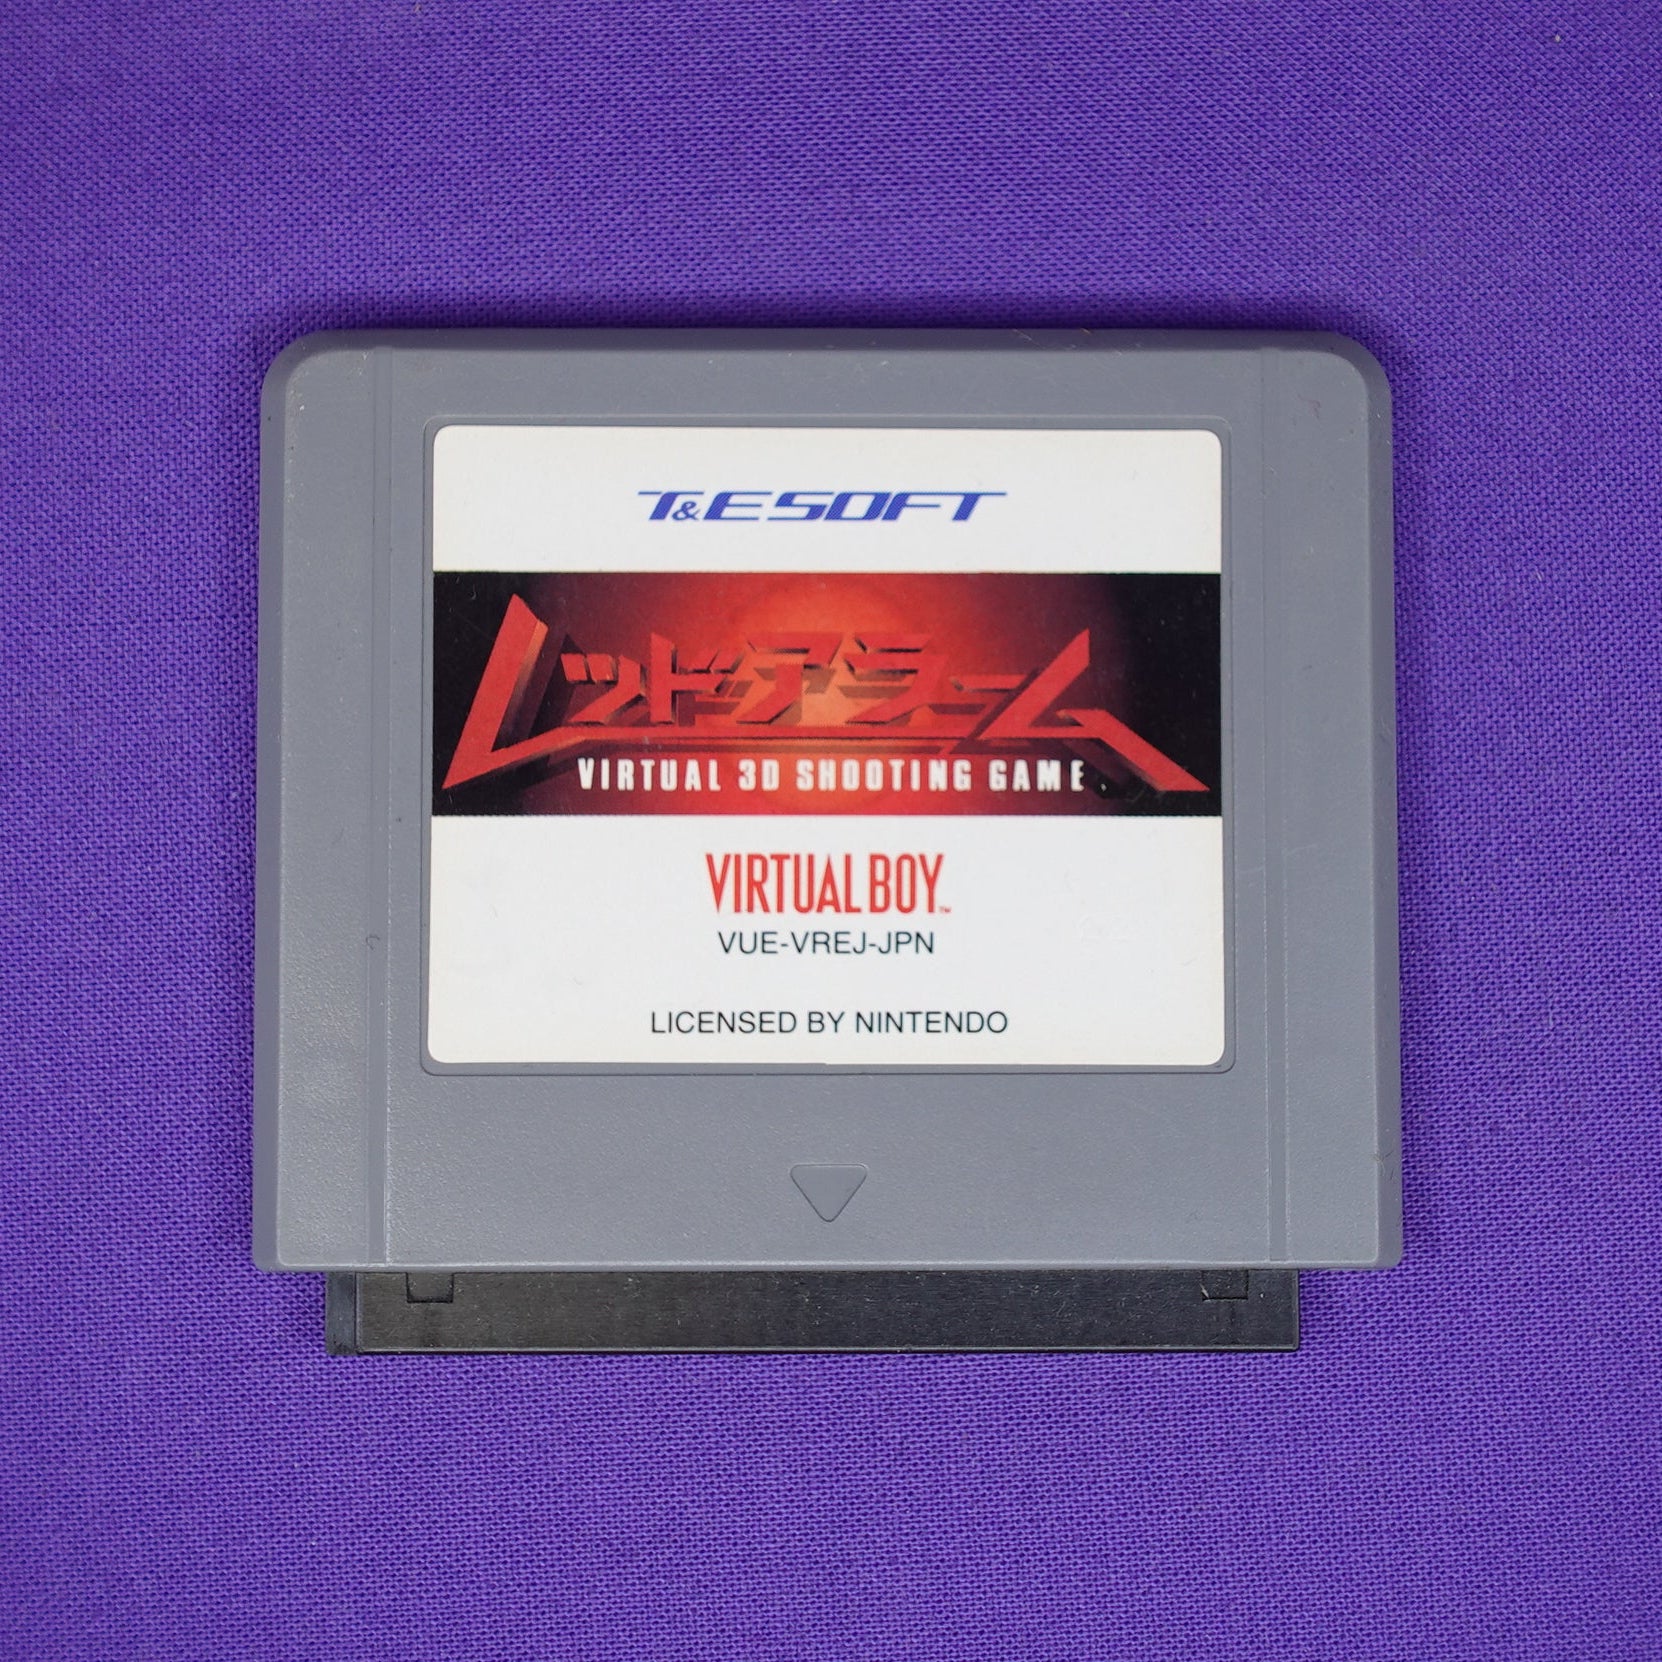 T&E SOFT
レッドアラーム
VIRTUAL 3D SHOOTING GAME
VIRTUAL BOY™
VUE-VREJ-JPN
LICENSED BY NINTENDO